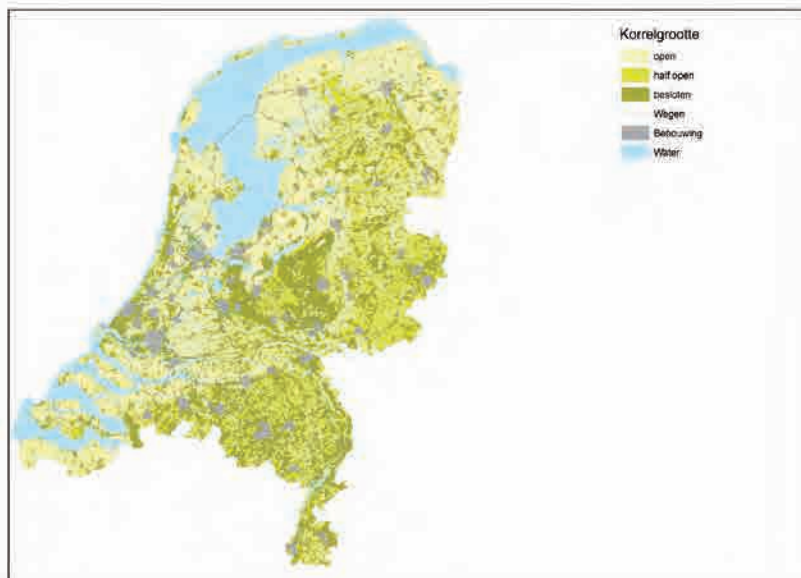 Korrelgrootte
open
half open
besloten
Wegen
Bebouwing
Water